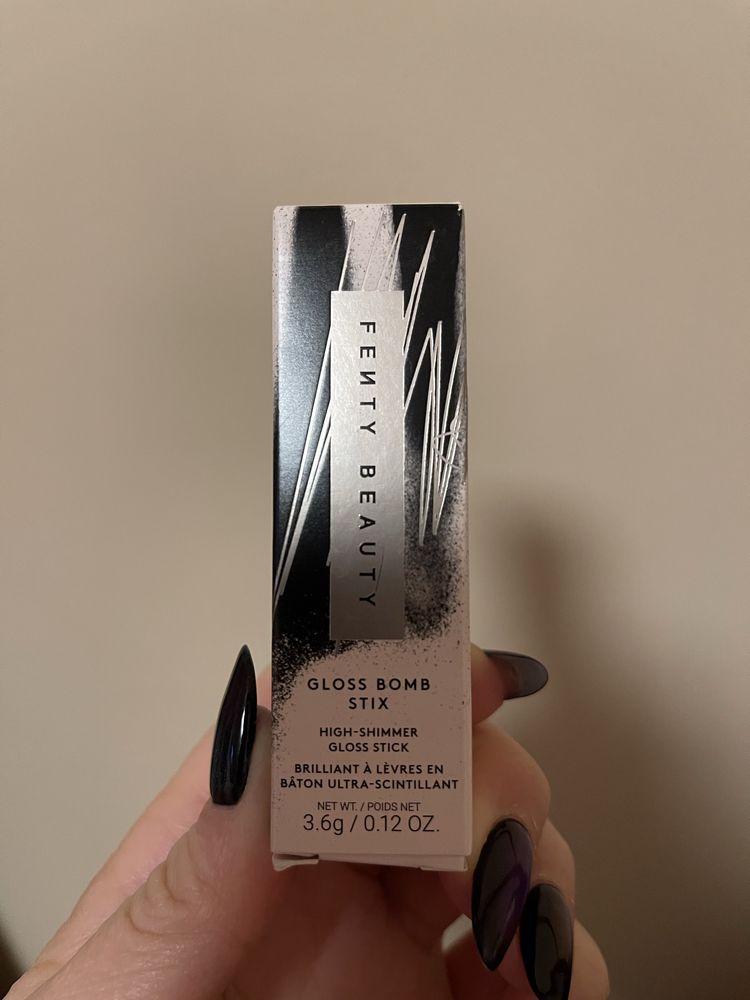 FEИTY BEAUTY
GLOSS BOMB
STIX
HIGH-SHIMMER
GLOSS STICK
BRILLIANT À LÈVRES EN
BÂTON ULTRA-SCINTILLANT
NET WT. / POIDS NET
3.6g / 0.12 OZ.